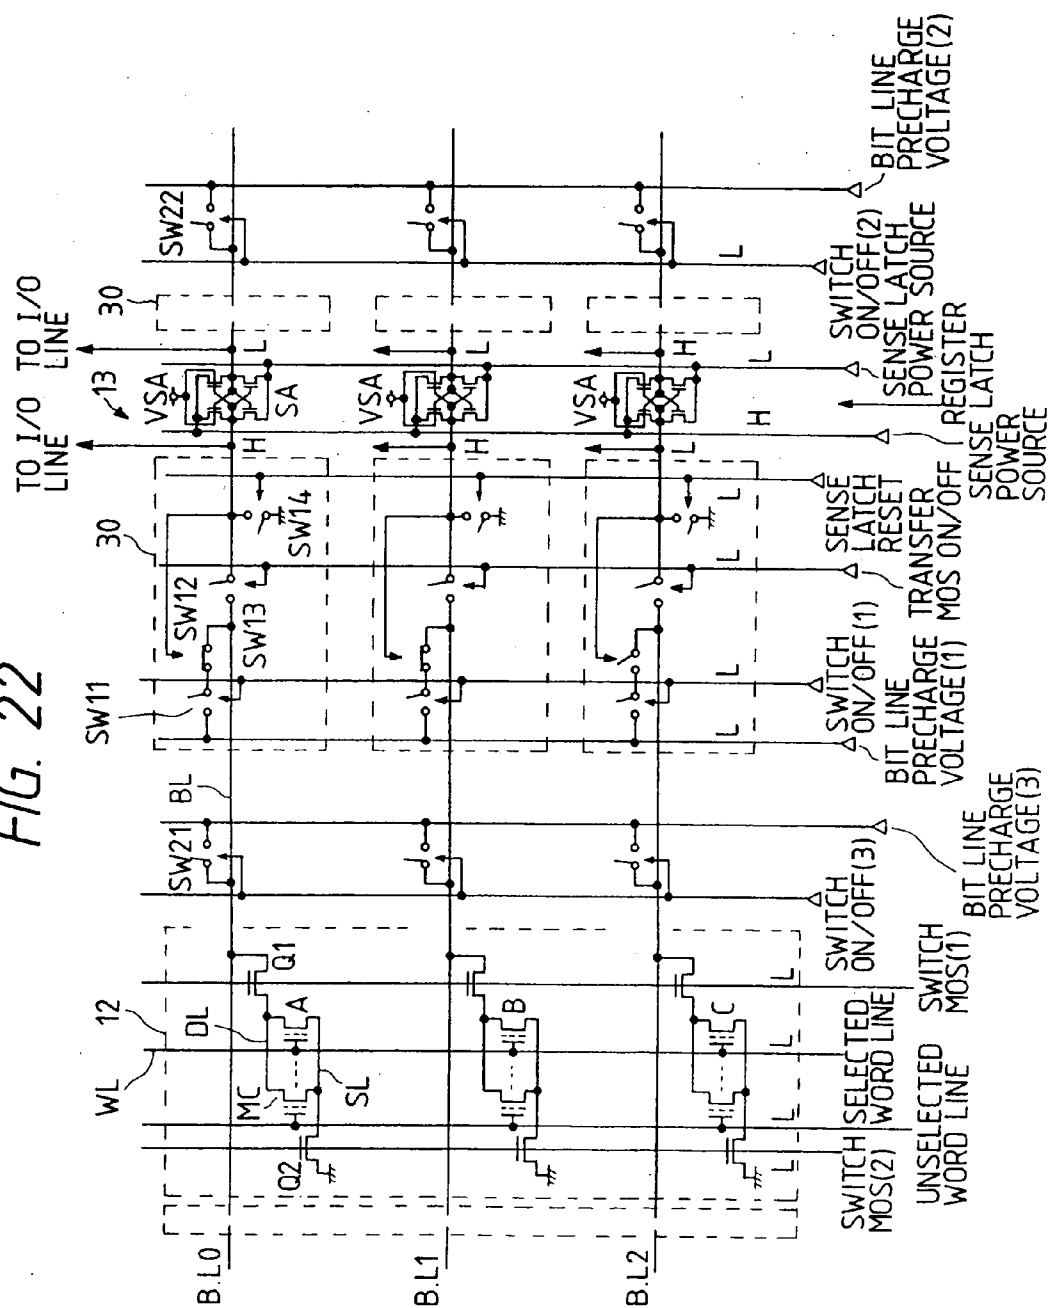 FIG. 22
TO I/O
LINE
TO I/O
LINE
13
WL
12
DL
BL
SW11
30
30
B.L0
MC
A
Q1
Q2
SL
SW21
SW12
SW13
SW14
VSA
SA
H
L
SW22
B.L1
B
VSA
H
L
B.L2
C
VSA
L
H
L
L
L
L
L
L
L
L
H
L
L
SWITCH
MOS(2)
UNSELECTED
WORD LINE
SELECTED
WORD LINE
SWITCH
MOS(1)
SWITCH
ON/OFF(3)
BIT LINE
PRECHARGE
VOLTAGE(3)
BIT LINE
PRECHARGE
VOLTAGE(1)
SWITCH
ON/OFF(1)
TRANSFER
MOS ON/OFF
SENSE
LATCH
RESET
SENSE LATCH
POWER
SOURCE
REGISTER
SENSE LATCH
POWER SOURCE
SWITCH
ON/OFF(2)
BIT LINE
PRECHARGE
VOLTAGE(2)